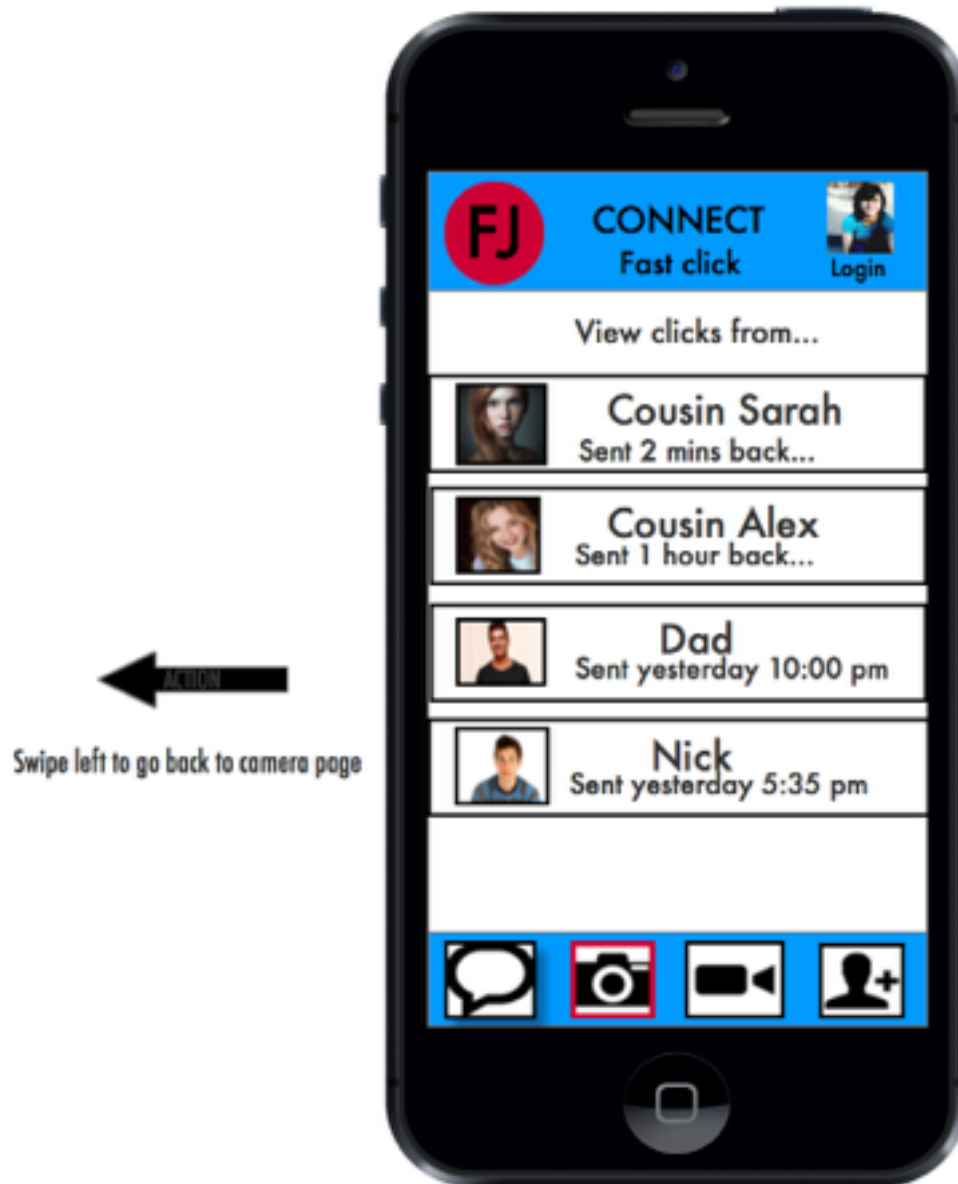 FJ
CONNECT
Fast click
Login
View clicks from...
Cousin Sarah
Sent 2 mins back...
Cousin Alex
Sent 1 hour back...
Dad
Sent yesterday 10:00 pm
Nick
Sent yesterday 5:35 pm
ACTION
Swipe left to go back to camera page